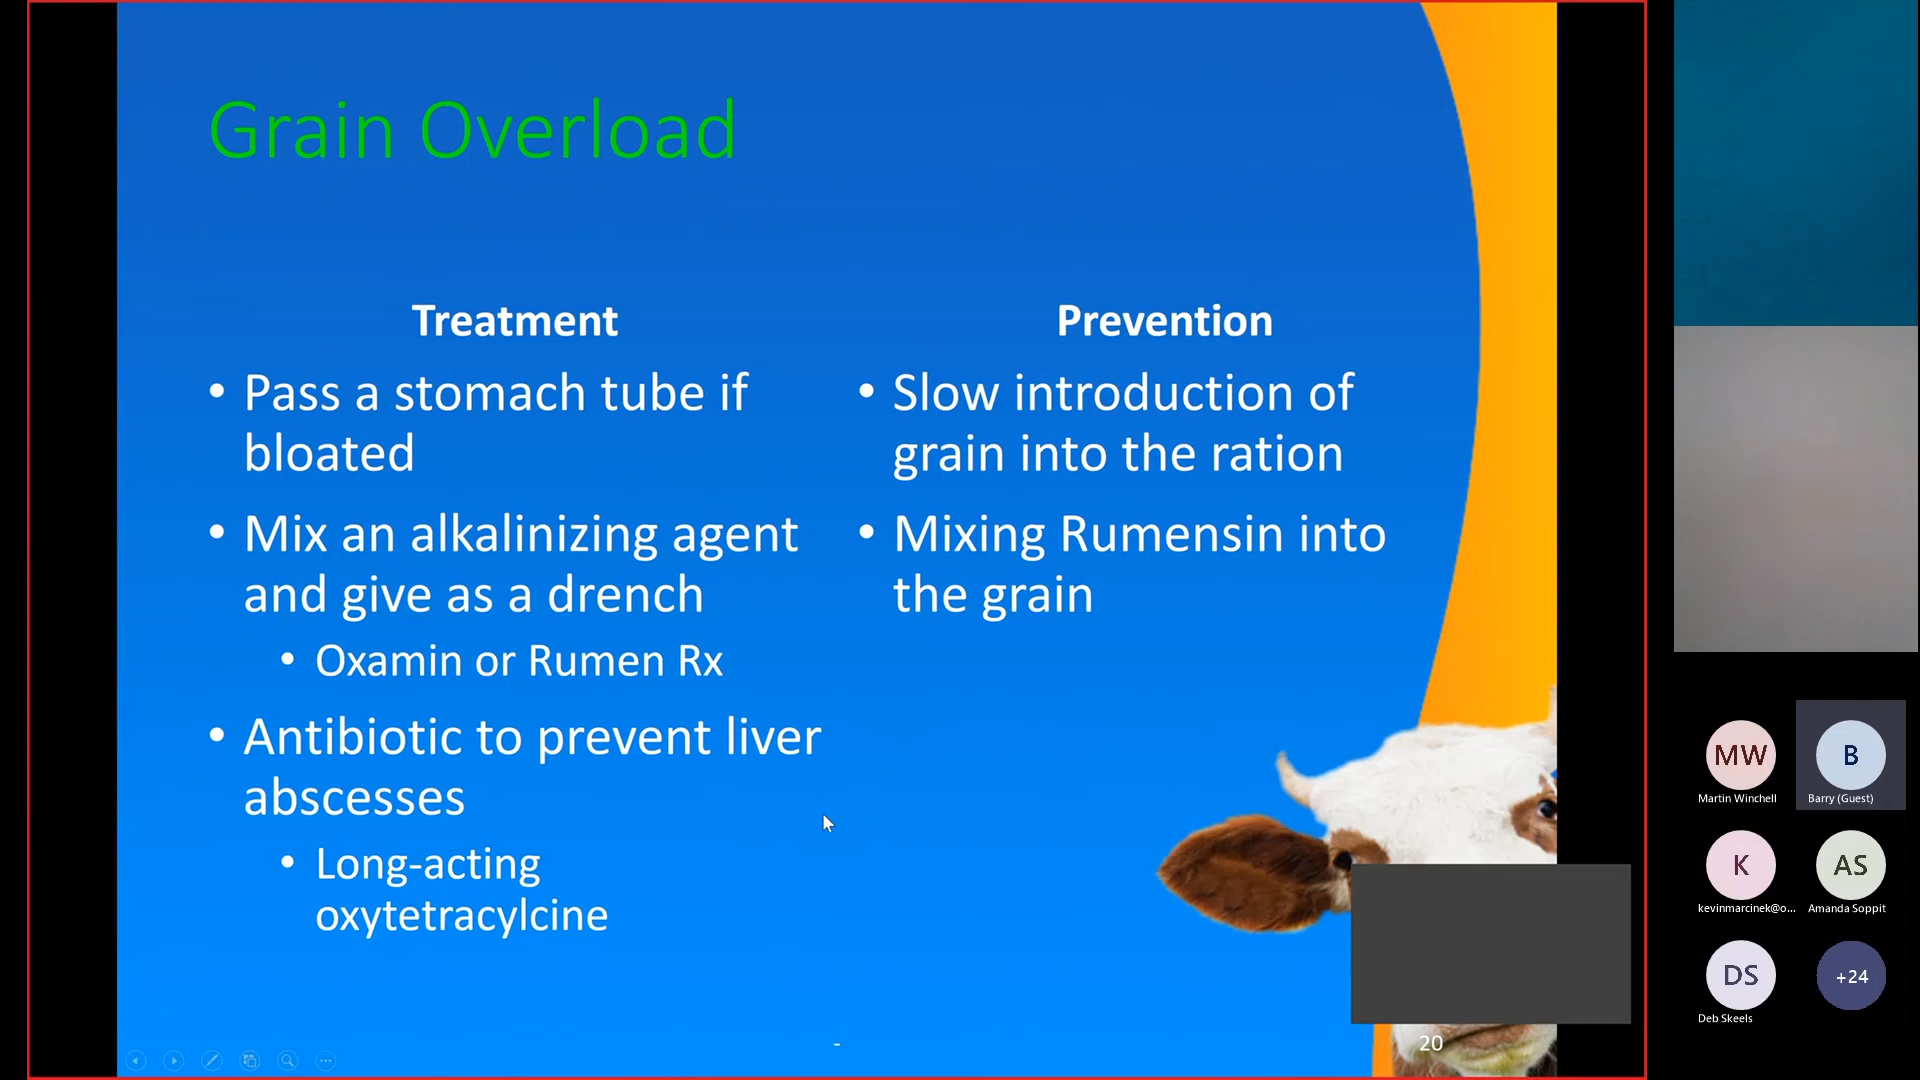 Grain Overload
Treatment
• Pass a stomach tube if
bloated
• Mix an alkalinizing agent
and give as a drench
• Oxamin or Rumen Rx
• Antibiotic to prevent liver
abscesses
• Long-acting
oxytetracylcine
Prevention
• Slow introduction of
grain into the ration
• Mixing Rumensin into
the grain
-
20
MW
Martin Winchell
B
Barry (Guest)
K
kevinmarcinek@o...
AS
Amanda Soppit
DS
Deb Skeels
+24